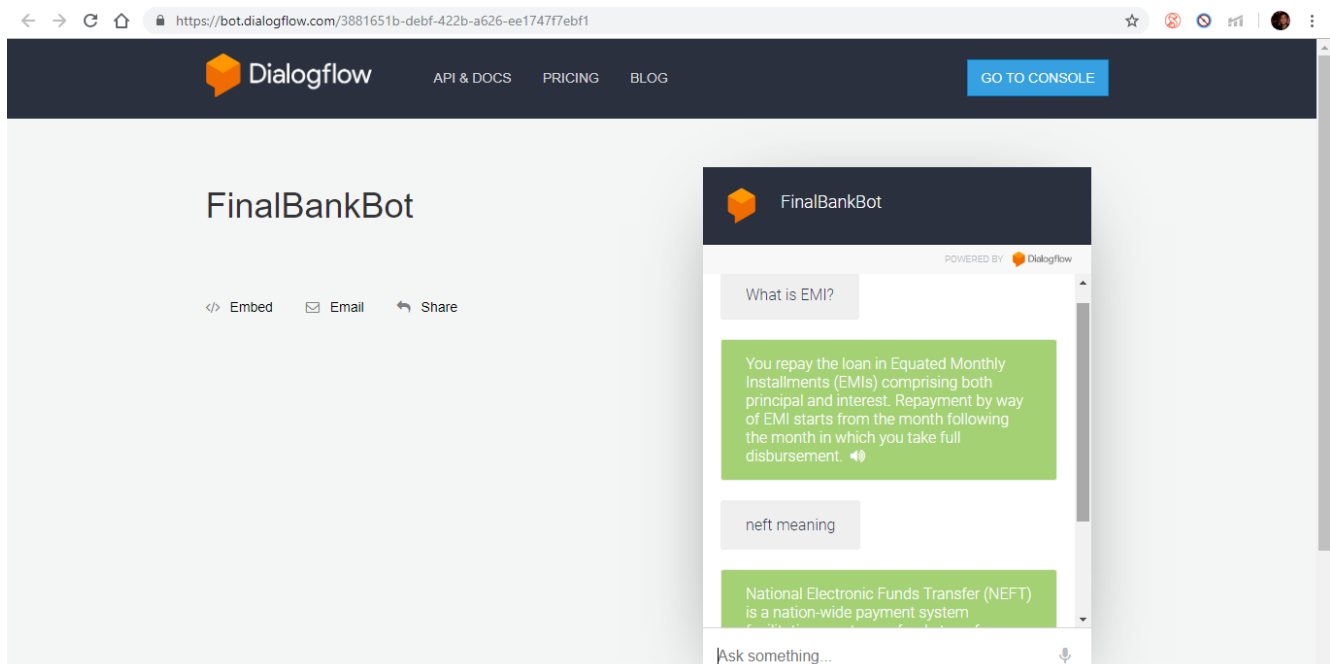 https://bot.dialogflow.com/3881651b-debf-422b-a626-ee1747f7ebf1
Dialogflow API & DOCS PRICING BLOG GO TO CONSOLE
FinalBankBot
Embed Email Share
FinalBankBot
POWERED BY Dialogflow
What is EMI?
You repay the loan in Equated Monthly
Installments (EMIs) comprising both
principal and interest. Repayment by way
of EMI starts from the month following
the month in which you take full
disbursement.
neft meaning
National Electronic Funds Transfer (NEFT)
is a nation-wide payment system
Ask something...